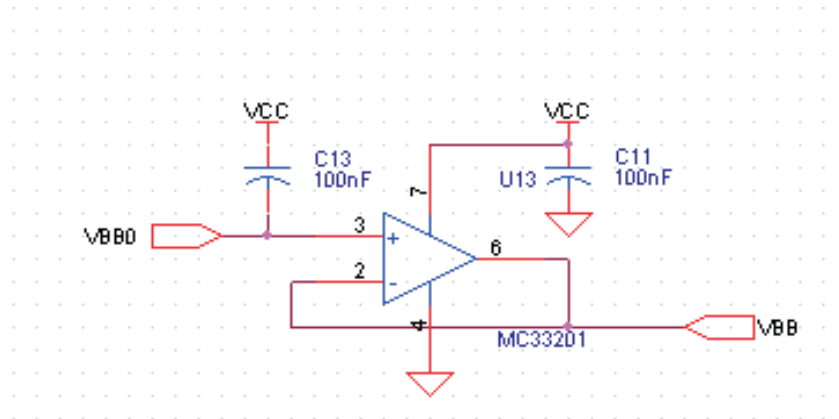 VCC
VCC
C13
100nF
C11
100nF
U13
7
3
+
VBB0
6
2
-
4
MC33201
VBB